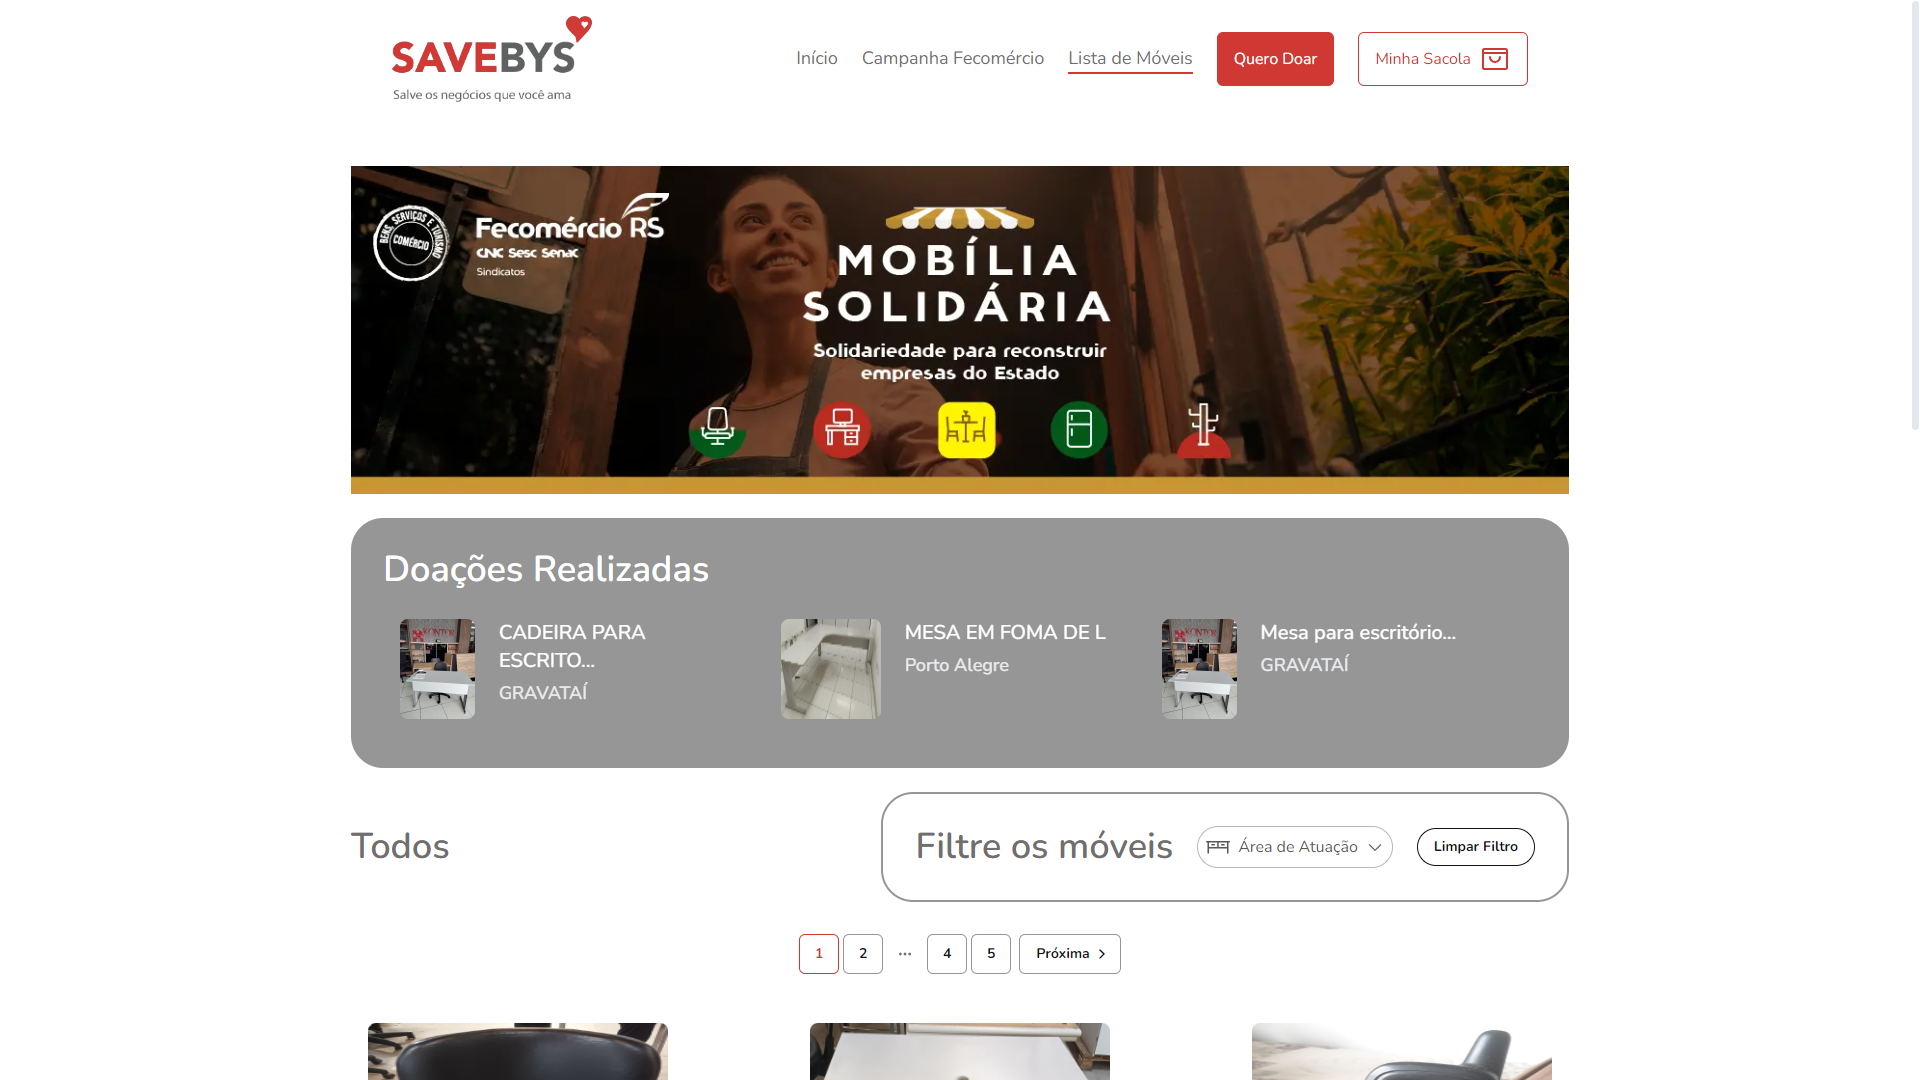 SAVEBYS
Salve os negócios que você ama
Início
Campanha Fecomércio
Lista de Móveis
Quero Doar
Minha Sacola
BENS, SERVIÇOS E TURISMO
COMÉRCIO
Fecomércio RS
CNC Sesc Senac
Sindicatos
MOBÍLIA
SOLIDÁRIA
Solidariedade para reconstruir
empresas do Estado
Doações Realizadas
KONTOR
CADEIRA PARA
ESCRITO...
GRAVATAÍ
MESA EM FOMA DE L
Porto Alegre
KONTOR
Mesa para escritório...
GRAVATAÍ
Todos
Filtre os móveis
Área de Atuação
Limpar Filtro
1
2
...
4
5
Próxima